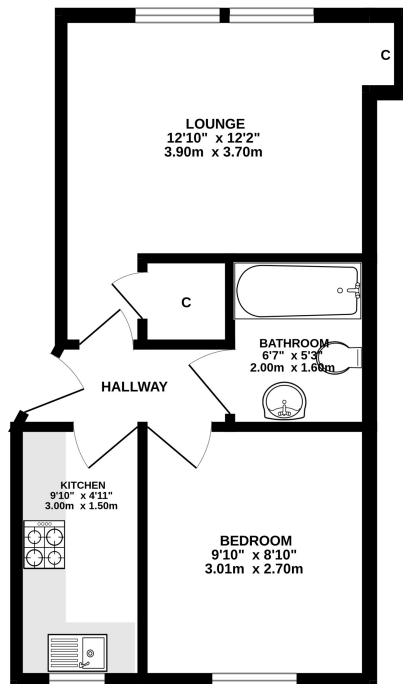 C
LOUNGE
12'10" x 12'2"
3.90m x 3.70m
C
BATHROOM
6'7" x 5'3"
2.00m x 1.60m
HALLWAY
KITCHEN
9'10" x 4'11"
3.00m x 1.50m
BEDROOM
9'10" x 8'10"
3.01m x 2.70m